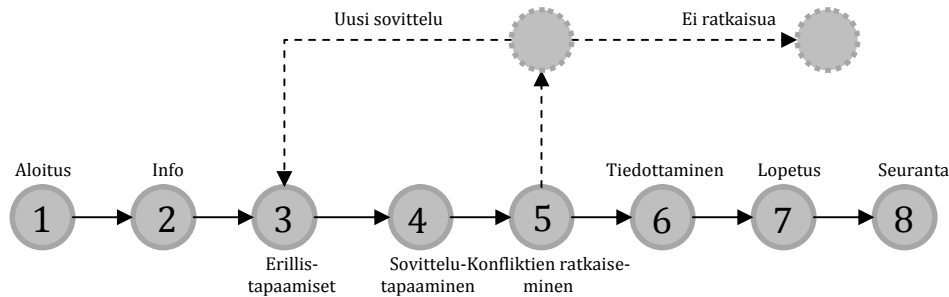 Uusi sovittelu
Ei ratkaisua
Aloitus
Info
Tiedottaminen
Lopetus
Seuranta
1
2
3
4
5
6
7
8
Erillis-
tapaamiset
Sovittelu-
tapaaminen
Konfliktien ratkaise-
minen